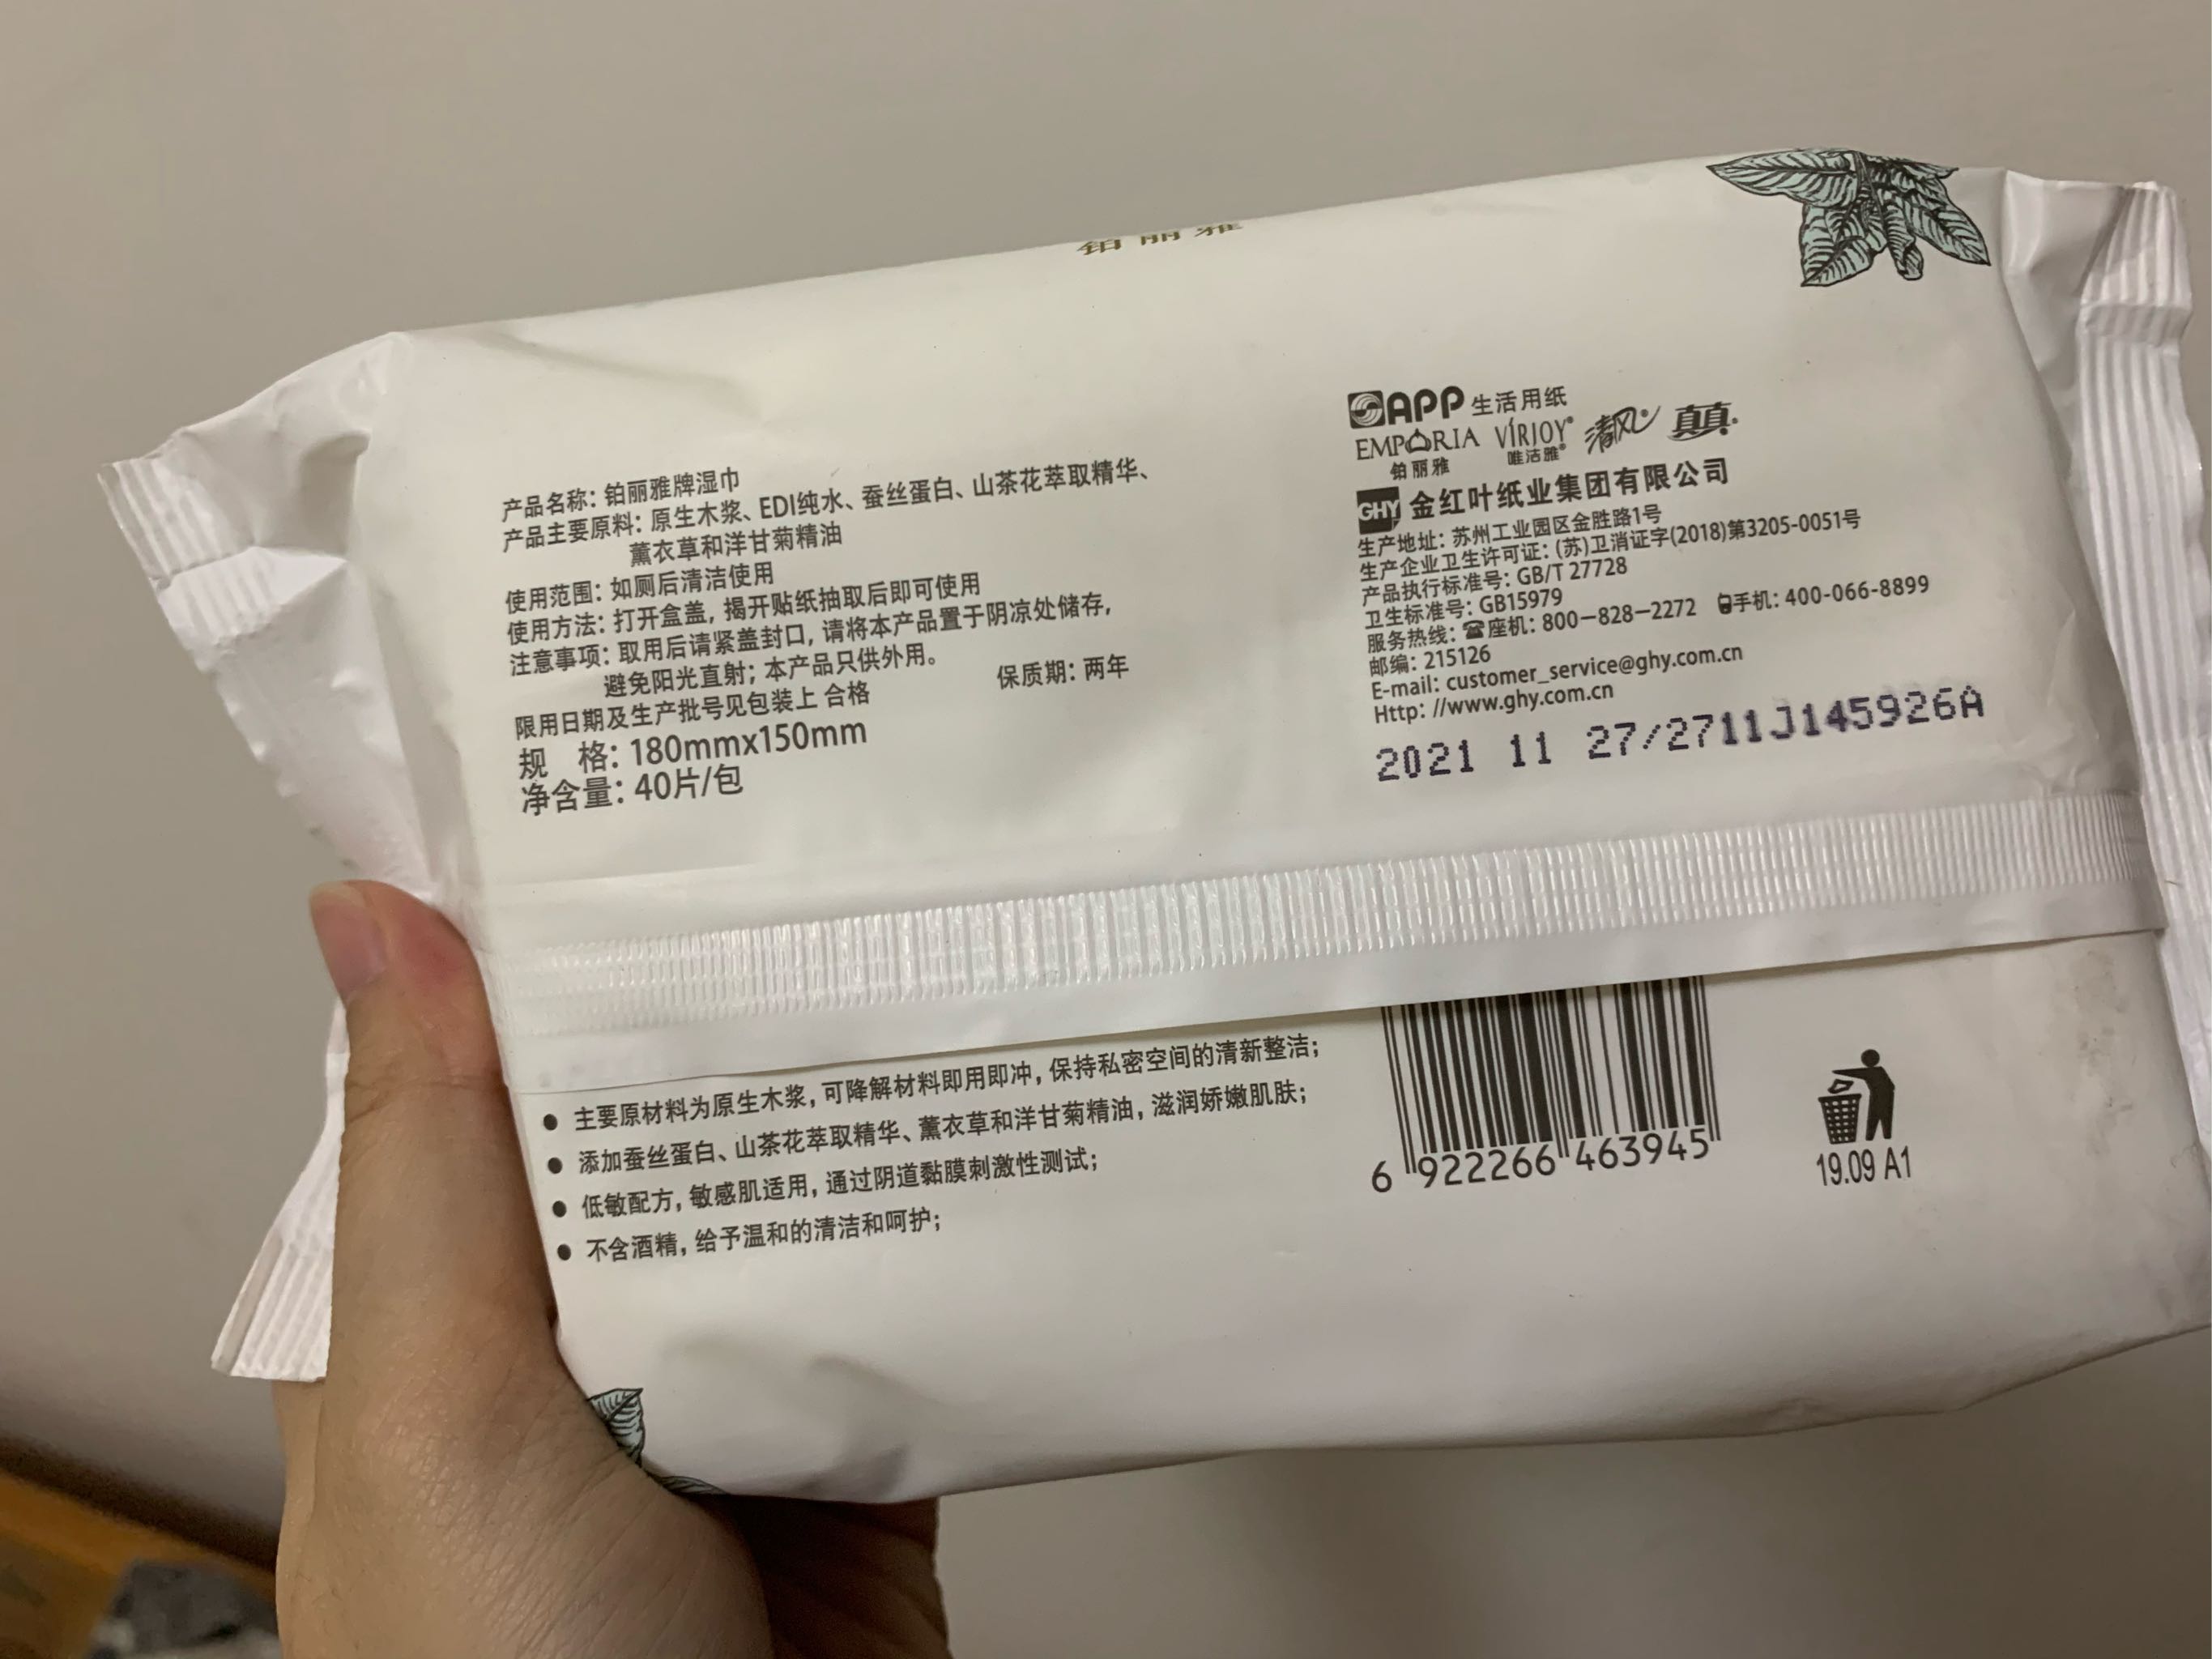 铂丽雅
产品名称：铂丽雅牌湿巾
产品主要原料：原生木浆、EDI纯水、蚕丝蛋白、山茶花萃取精华、
薰衣草和洋甘菊精油
使用范围：如厕后清洁使用
使用方法：打开盒盖，揭开贴纸抽取后即可使用
注意事项：取用后请紧盖封口，请将本产品置于阴凉处储存，
避免阳光直射；本产品只供外用。
限用日期及生产批号见包装上 合格 保质期：两年
规 格：180mmx150mm
净含量：40片/包
APP 生活用纸
EMPORIA VIRJOY® 清风® 真真®
铂丽雅 唯洁雅®
GHY 金红叶纸业集团有限公司
生产地址：苏州工业园区金胜路1号
生产企业卫生许可证：(苏)卫消证字(2018)第3205-0051号
产品执行标准号：GB/T 27728
卫生标准号：GB15979
服务热线：☎座机：800-828-2272 手机：400-066-8899
邮编：215126
E-mail: customer_service@ghy.com.cn
Http: //www.ghy.com.cn
2021 11 27/2711J145926A
● 主要原材料为原生木浆，可降解材料即用即冲，保持私密空间的清新整洁；
● 添加蚕丝蛋白、山茶花萃取精华、薰衣草和洋甘菊精油，滋润娇嫩肌肤；
● 低敏配方，敏感肌适用，通过阴道黏膜刺激性测试；
● 不含酒精，给予温和的清洁和呵护；
6 922266 463945
19.09 A1